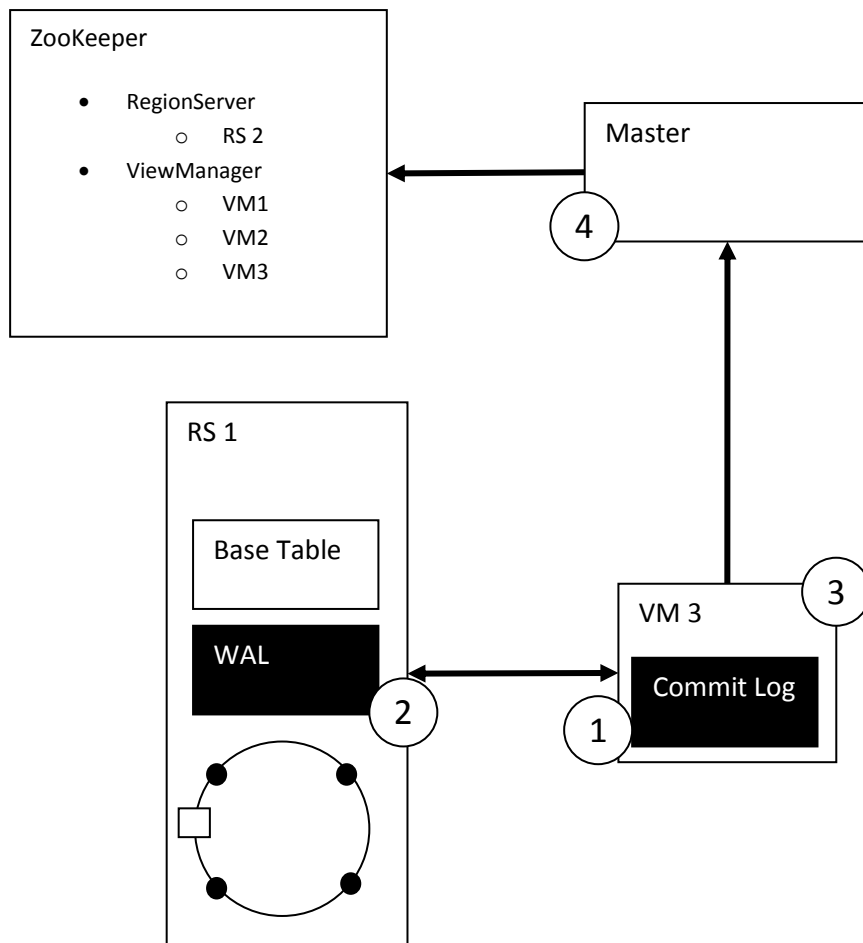 ZooKeeper
• RegionServer
o RS 2
• ViewManager
o VM1
o VM2
o VM3
Master
4
RS 1
Base Table
WAL
2
VM 3
3
Commit Log
1